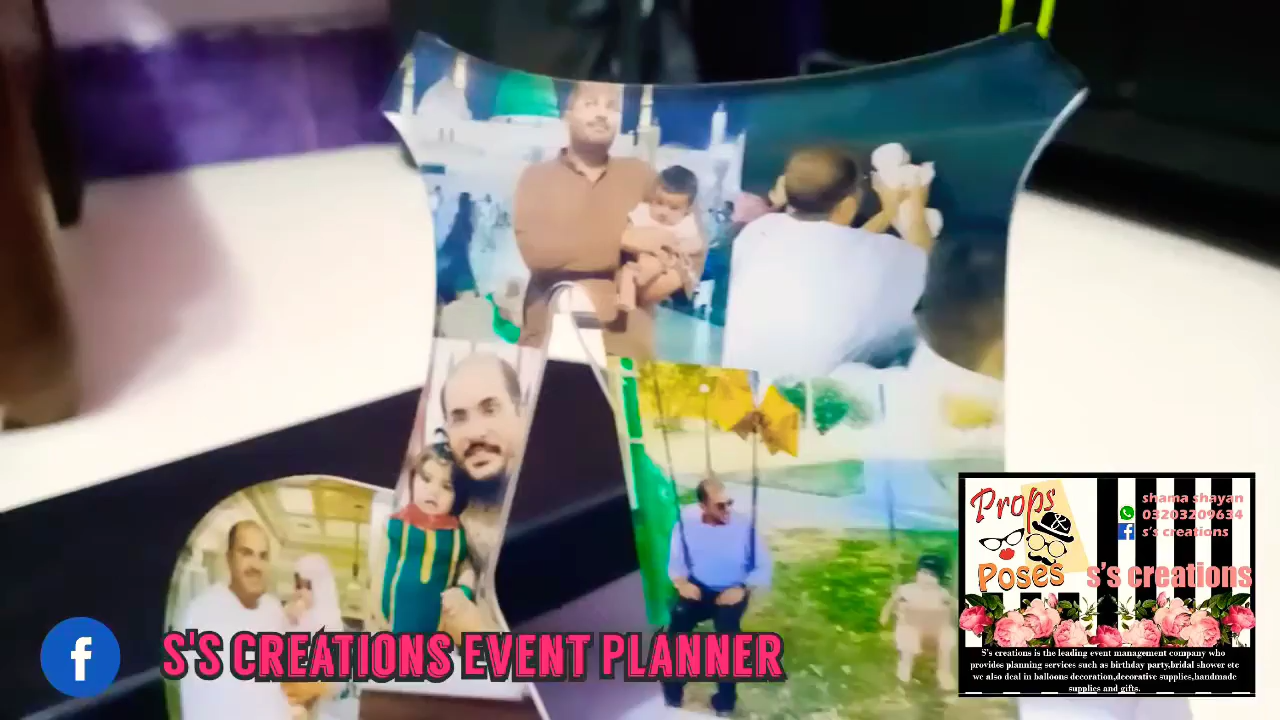 Props
Poses
shama shayan
03203209634
s's creations
s's creations
S's creations is the leading event management company who
provides planning services such as birthday party,bridal shower etc
we also deal in balloons decoration,decorative supplies,handmade
supplies and gifts.
f S'S CREATIONS EVENT PLANNER